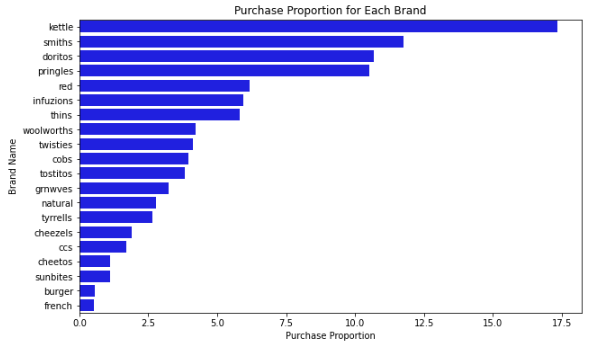 Purchase Proportion for Each Brand
kettle
smiths
doritos
pringles
red
infuzions
thins
woolworths
twisties
cobs
tostitos
grnwves
natural
tyrrells
cheezels
ccs
cheetos
sunbites
burger
french
Brand Name
0.0 2.5 5.0 7.5 10.0 12.5 15.0 17.5
Purchase Proportion